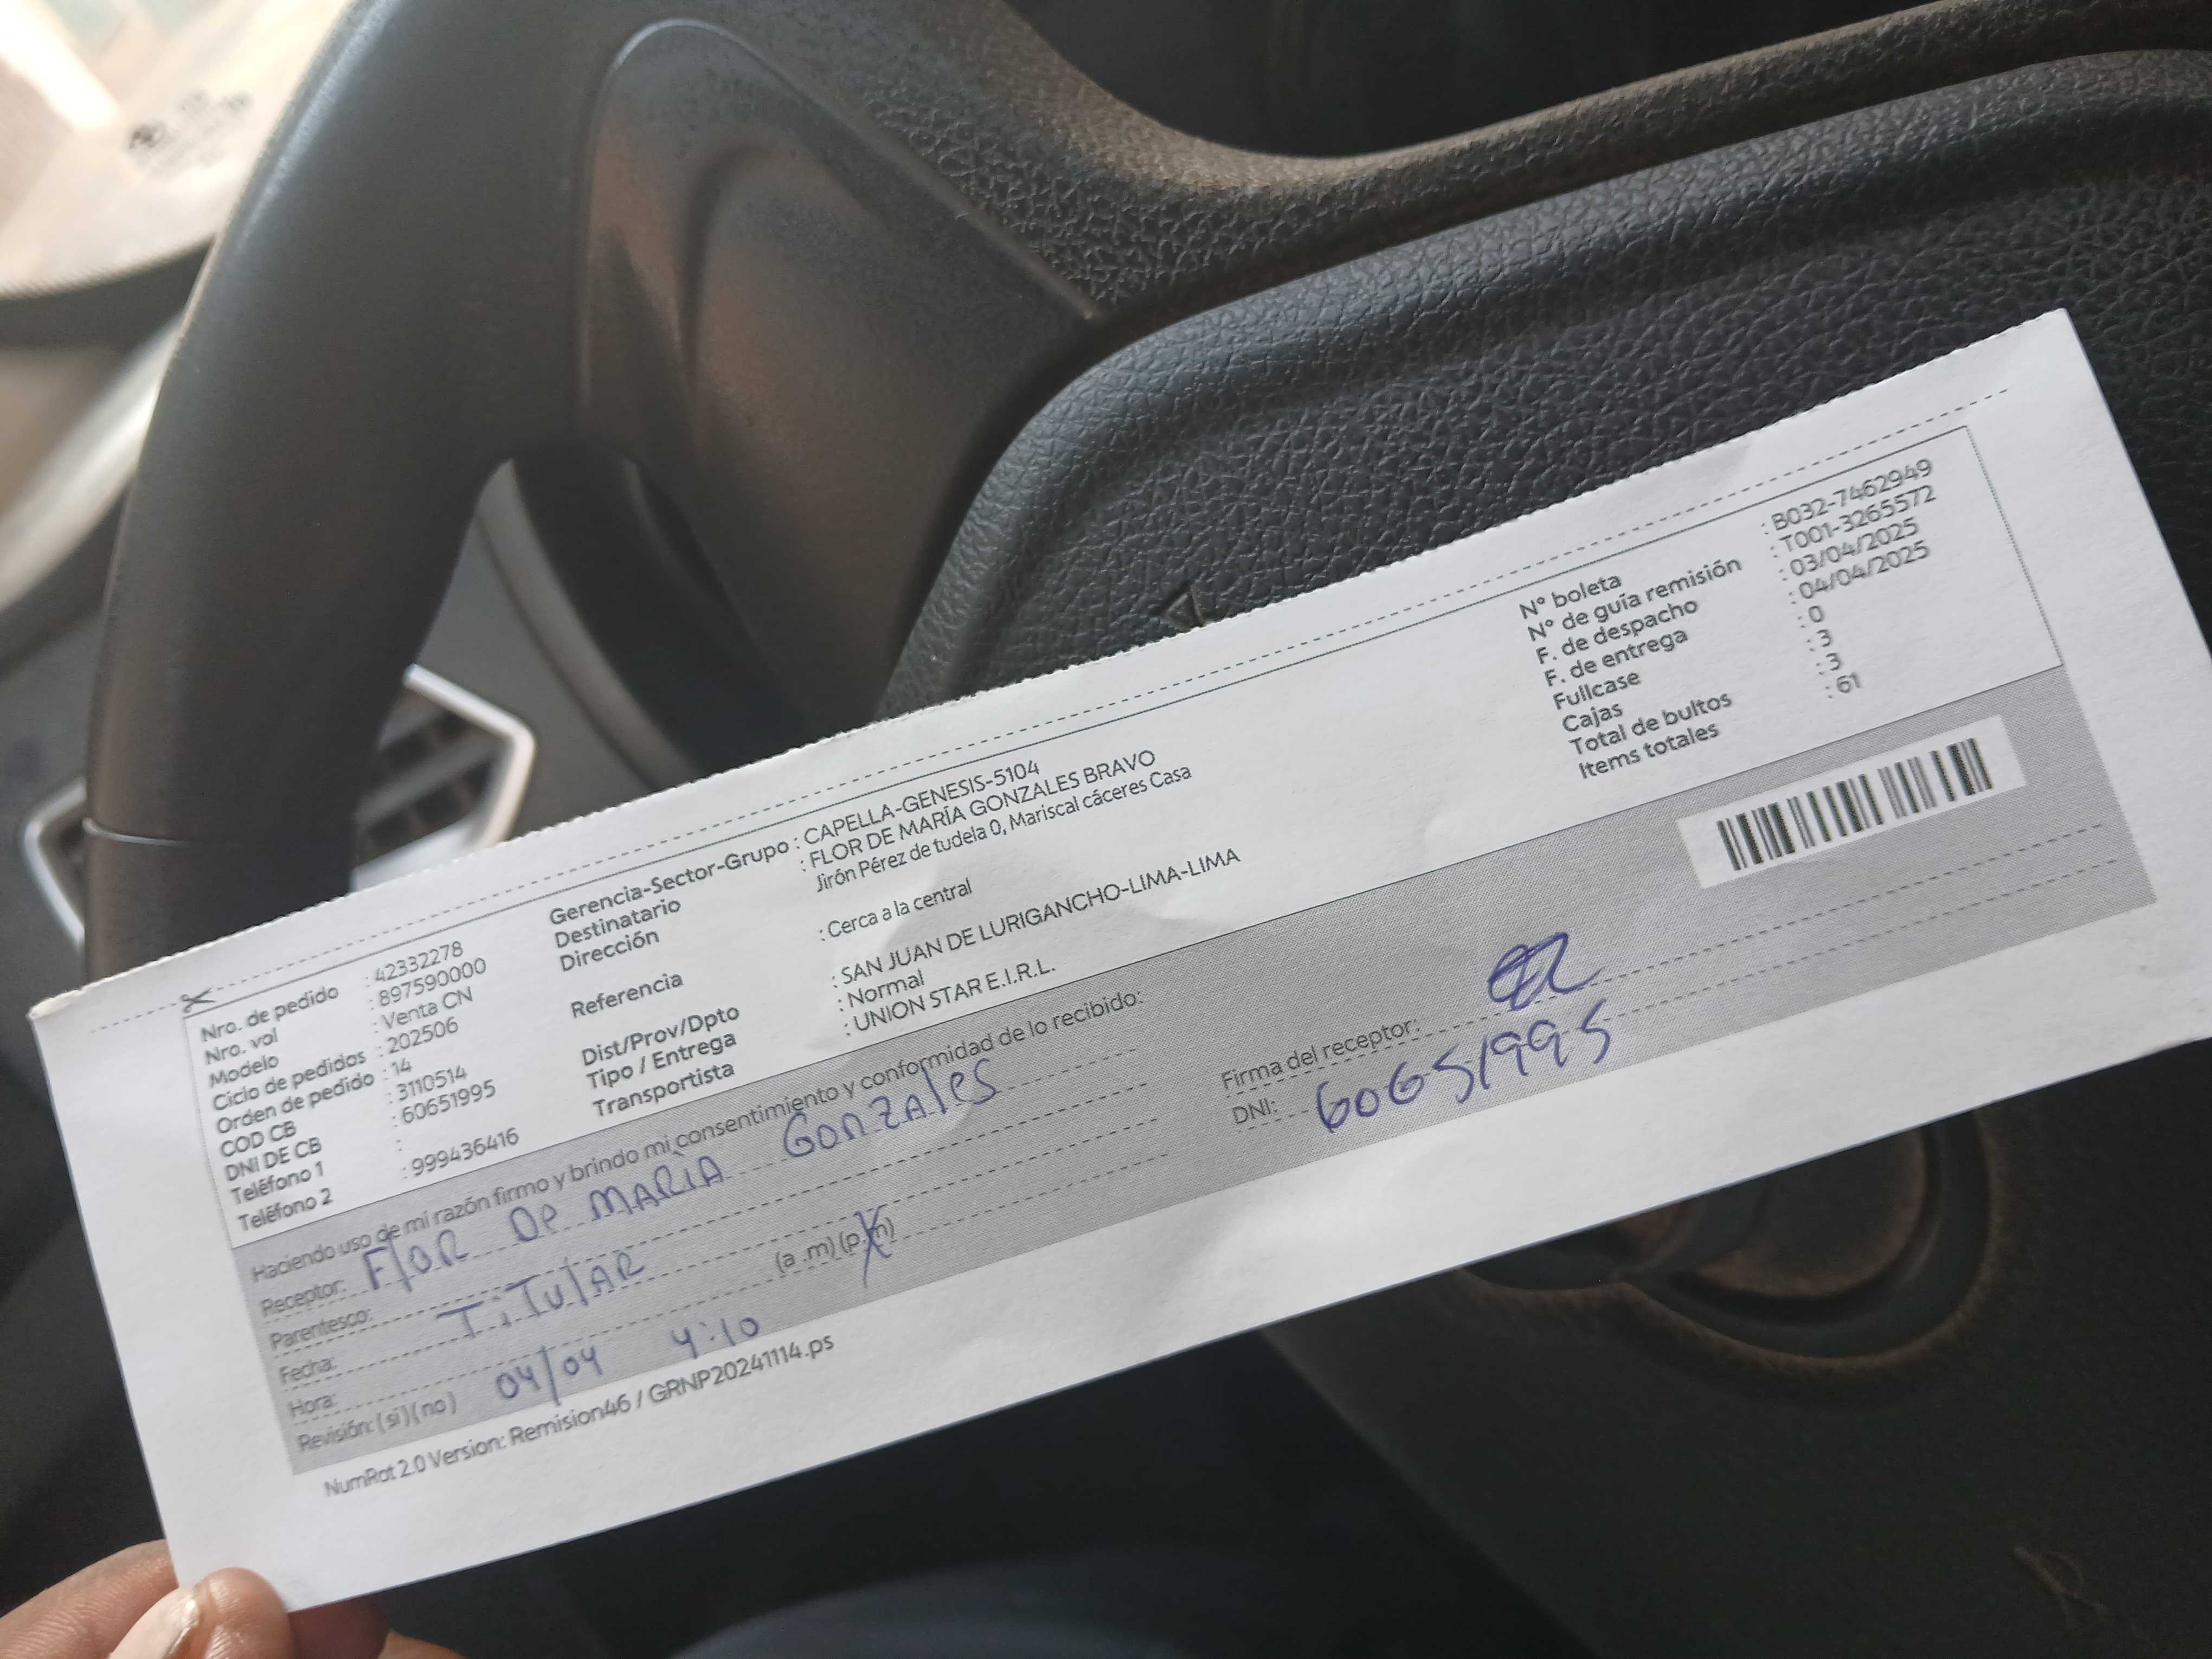 Nro. de pedido : 42332278
Nro. vol : 897590000
Modelo : Venta CN
Ciclo de pedidos : 202506
Orden de pedido : 14
COD CB : 3110514
DNI DE CB : 60651995
Teléfono 1 :
Teléfono 2 : 999436416
Gerencia-Sector-Grupo : CAPELLA-GENESIS-5104
Destinatario : FLOR DE MARÍA GONZALES BRAVO
Dirección Jirón Pérez de tudela 0, Mariscal cáceres Casa
Referencia : Cerca a la central
Dist/Prov/Dpto : SAN JUAN DE LURIGANCHO-LIMA-LIMA
Tipo / Entrega : Normal
Transportista : UNION STAR E.I.R.L.
N° boleta : B032-7462949
N° de guía remisión : T001-3265572
F. de despacho : 03/04/2025
F. de entrega : 04/04/2025
Fullcase : 0
Cajas : 3
Total de bultos : 3
Items totales : 61
Haciendo uso de mi razón firmo y brindo mi consentimiento y conformidad de lo recibido:
Receptor: FlOR De MARÍA GONZAleS
Parentesco: TiTulAR
Fecha:
Hora: 04/04 4:10 (a .m) (p.m)
Revisión: (si) (no)
Firma del receptor:
DNI: 60651995
NumRot 2.0 Version: Remision46 / GRNP20241114.ps